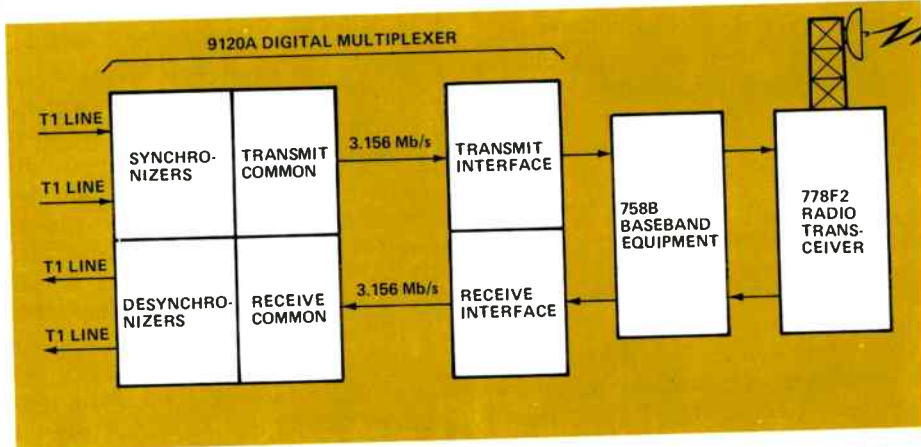 9120A DIGITAL MULTIPLEXER
T1 LINE
T1 LINE
T1 LINE
T1 LINE
SYNCHRO-
NIZERS
TRANSMIT
COMMON
DESYNCHRO-
NIZERS
RECEIVE
COMMON
3.156 Mb/s
3.156 Mb/s
TRANSMIT
INTERFACE
RECEIVE
INTERFACE
758B
BASEBAND
EQUIPMENT
778F2
RADIO
TRANS-
CEIVER